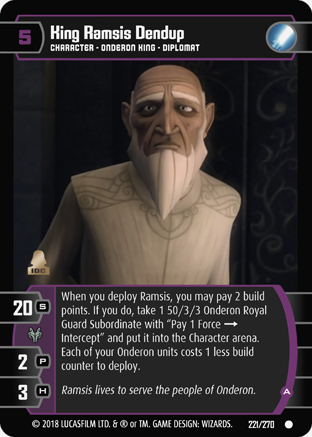 5 King Ramsis Dendup
CHARACTER • ONDERON KING • DIPLOMAT
IDC
20 S
2 P
3 H
When you deploy Ramsis, you may pay 2 build
points. If you do, take 1 50/3/3 Onderon Royal
Guard Subordinate with “Pay 1 Force →
Intercept” and put it into the Character arena.
Each of your Onderon units costs 1 less build
counter to deploy.
Ramsis lives to serve the people of Onderon.
A
© 2018 LUCASFILM LTD. & ® or TM. GAME DESIGN: WIZARDS. 221/270